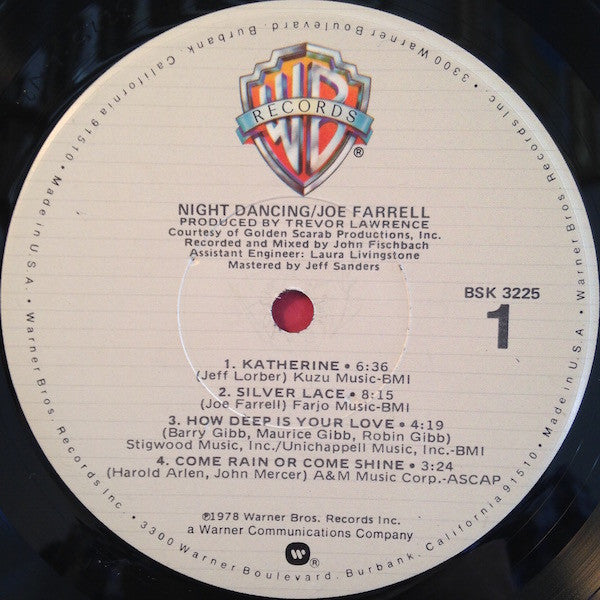 Warner Bros. Records Inc. • 3300 Warner Boulevard, Burbank, California 91510 • Made in U.S.A. • Warner Bros. Records Inc. • 3300 Warner Boulevard, Burbank, California 91510 • Made in U.S.A. •
WB
RECORDS
®
NIGHT DANCING/JOE FARRELL
PRODUCED BY TREVOR LAWRENCE
Courtesy of Golden Scarab Productions, Inc.
Recorded and Mixed by John Fischbach
Assistant Engineer: Laura Livingstone
Mastered by Jeff Sanders
BSK 3225
1
1. KATHERINE • 6:36
(Jeff Lorber) Kuzu Music-BMI
2. SILVER LACE • 8:15
(Joe Farrell) Farjo Music-BMI
3. HOW DEEP IS YOUR LOVE • 4:19
(Barry Gibb, Maurice Gibb, Robin Gibb)
Stigwood Music, Inc./Unichappell Music, Inc.-BMI
4. COME RAIN OR COME SHINE • 3:24
(Harold Arlen, John Mercer) A&M Music Corp.-ASCAP
℗1978 Warner Bros. Records Inc.
a Warner Communications Company
W
®